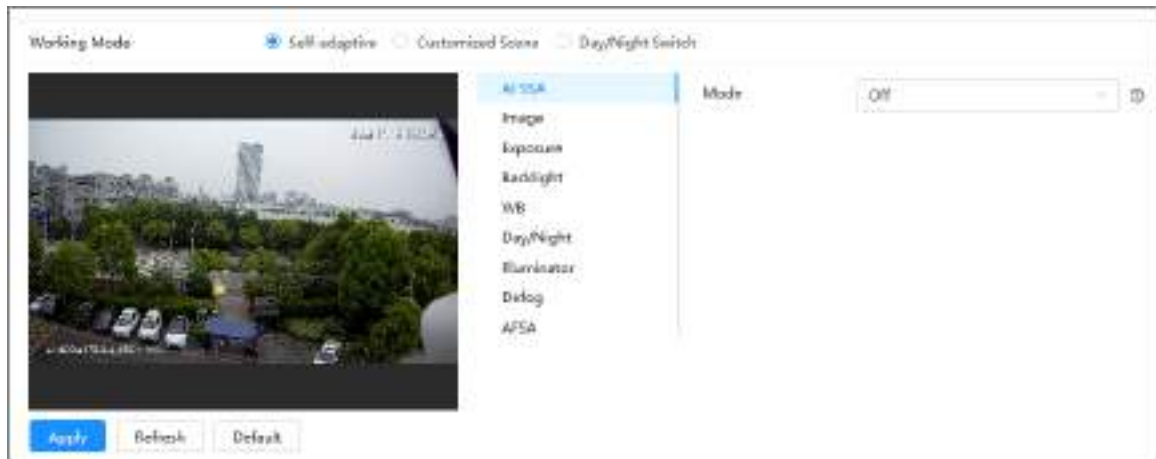 Working Mode Self-adaptive Customized Scene Day/Night Switch
AI SSA
Mode Off
Image
Exposure
Backlight
WB
Day/Night
Illuminator
Defog
AFSA
Apply Refresh Default